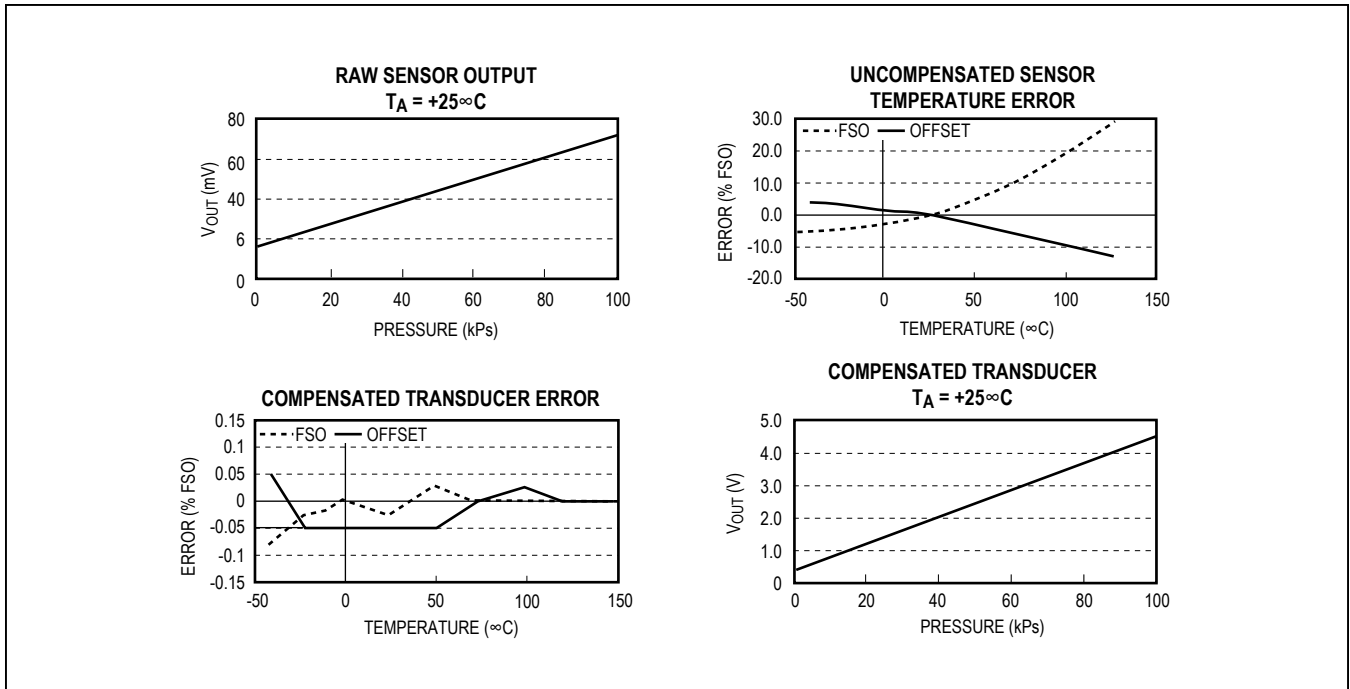 RAW SENSOR OUTPUT
TA = +25∞C
VOUT (mV)
80
60
40
6
0
0 20 40 60 80 100
PRESSURE (kPs)
UNCOMPENSATED SENSOR
TEMPERATURE ERROR
ERROR (% FSO)
30.0
FSO OFFSET
20.0
10.0
0.0
-10.0
-20.0
-50 0 50 100 150
TEMPERATURE (∞C)
COMPENSATED TRANSDUCER ERROR
ERROR (% FSO)
0.15
FSO OFFSET
0.1
0.05
0
-0.05
-0.1
-0.15
-50 0 50 100 150
TEMPERATURE (∞C)
COMPENSATED TRANSDUCER
TA = +25∞C
VOUT (V)
5.0
4.0
3.0
2.0
1.0
0
0 20 40 60 80 100
PRESSURE (kPs)